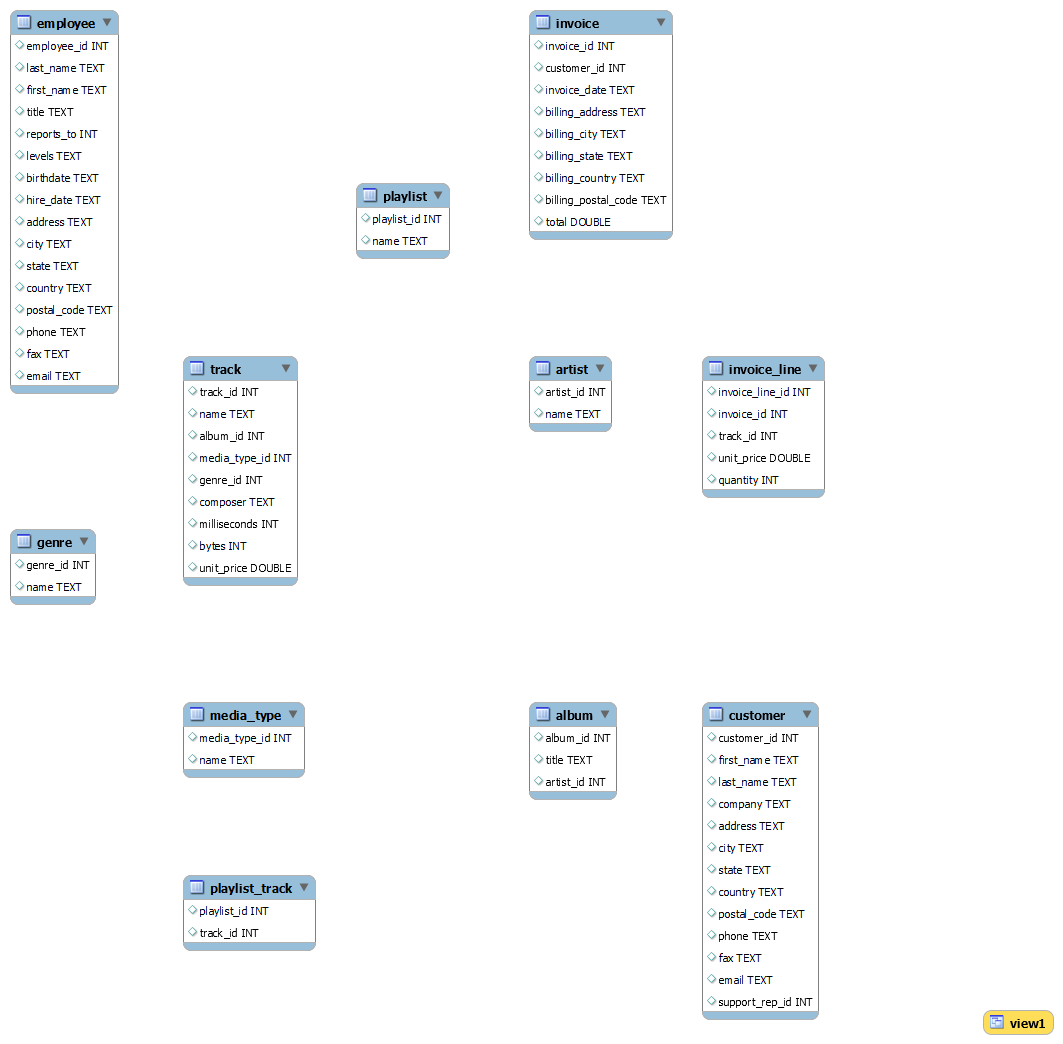 employee
employee_id INT
last_name TEXT
first_name TEXT
title TEXT
reports_to INT
levels TEXT
birthdate TEXT
hire_date TEXT
address TEXT
city TEXT
state TEXT
country TEXT
postal_code TEXT
phone TEXT
fax TEXT
email TEXT
invoice
invoice_id INT
customer_id INT
invoice_date TEXT
billing_address TEXT
billing_city TEXT
billing_state TEXT
billing_country TEXT
billing_postal_code TEXT
total DOUBLE
playlist
playlist_id INT
name TEXT
track
track_id INT
name TEXT
album_id INT
media_type_id INT
genre_id INT
composer TEXT
milliseconds INT
bytes INT
unit_price DOUBLE
artist
artist_id INT
name TEXT
invoice_line
invoice_line_id INT
invoice_id INT
track_id INT
unit_price DOUBLE
quantity INT
genre
genre_id INT
name TEXT
media_type
media_type_id INT
name TEXT
album
album_id INT
title TEXT
artist_id INT
customer
customer_id INT
first_name TEXT
last_name TEXT
company TEXT
address TEXT
city TEXT
state TEXT
country TEXT
postal_code TEXT
phone TEXT
fax TEXT
email TEXT
support_rep_id INT
playlist_track
playlist_id INT
track_id INT
view1